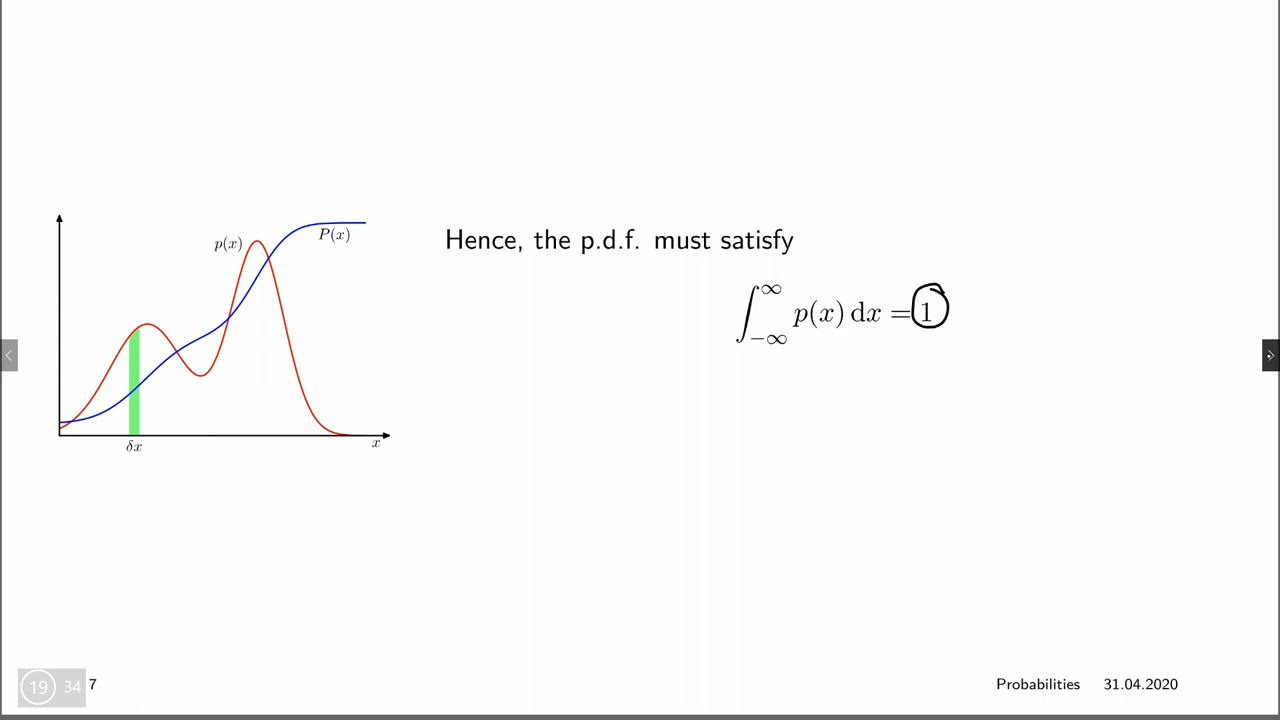 p(x)
P(x)
δx
x
Hence, the p.d.f. must satisfy
∫_{-∞}^{∞} p(x) dx = 1
19 34 7
Probabilities 31.04.2020